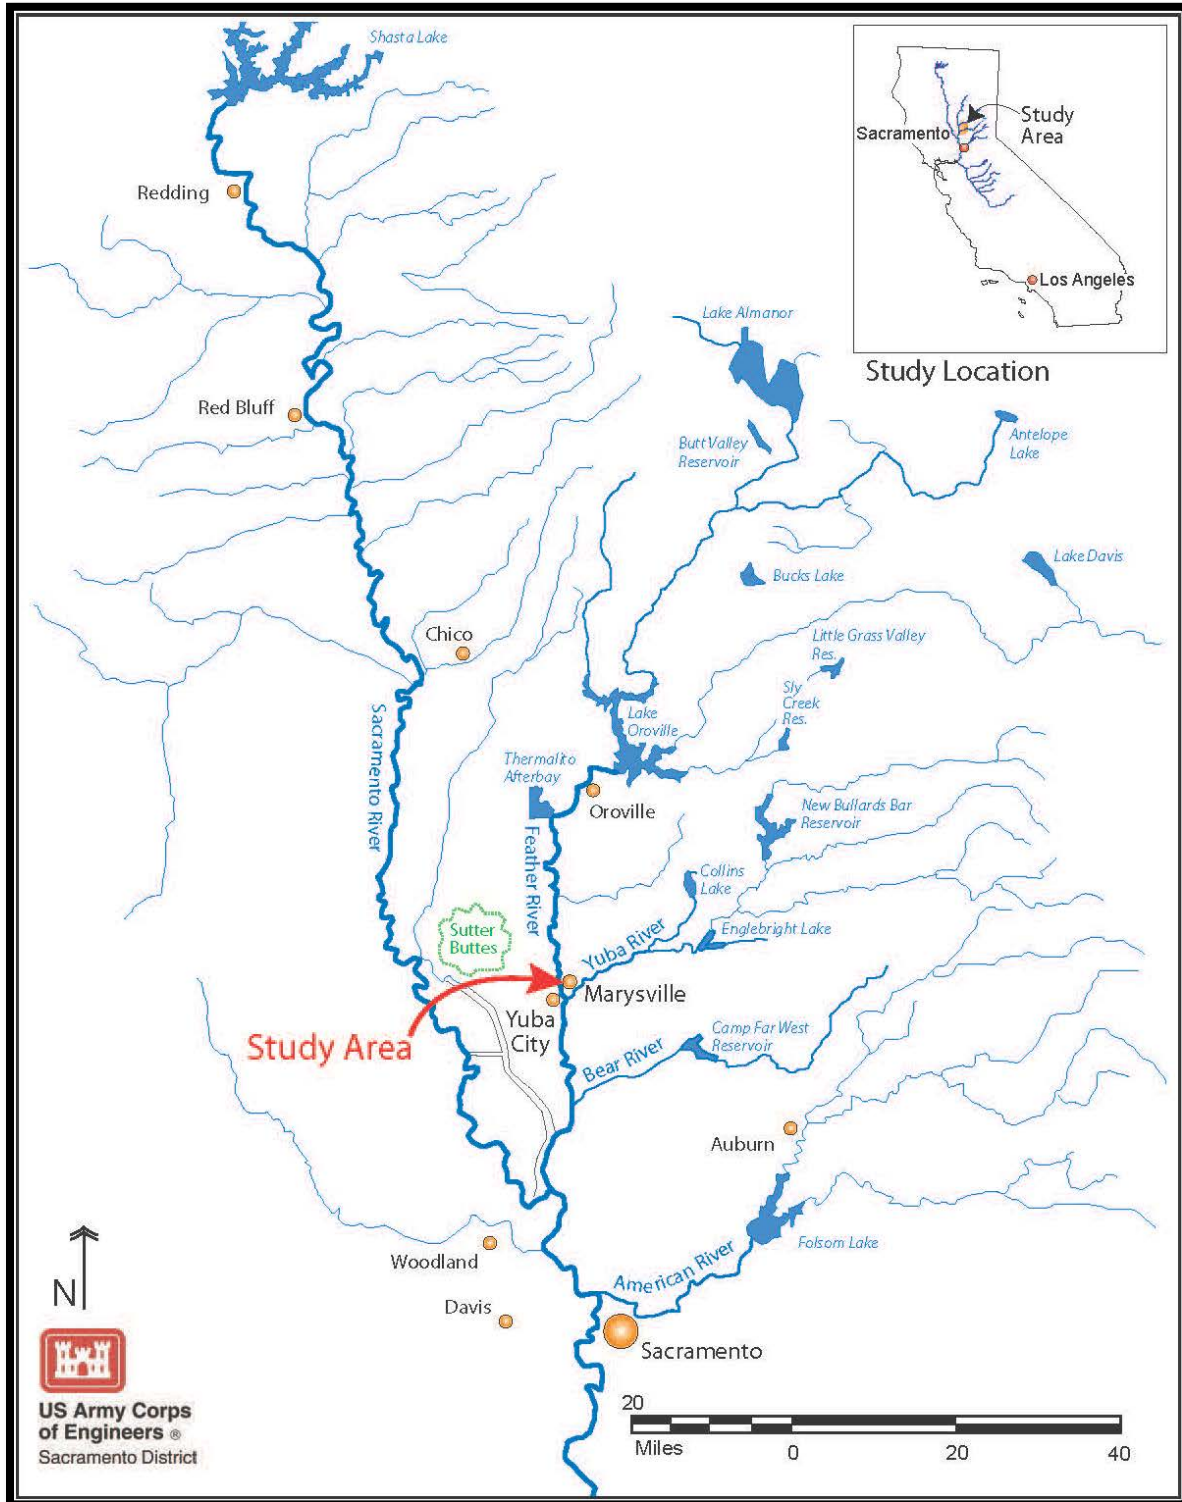 Shasta Lake
Redding
Sacramento
Study
Area
Los Angeles
Study Location
Lake Almanor
Red Bluff
Butt Valley
Reservoir
Antelope
Lake
Bucks Lake
Lake Davis
Chico
Little Grass Valley
Res.
Sly
Creek
Res.
Sacramento River
Lake
Oroville
Thermalito
Afterbay
Oroville
New Bullards Bar
Reservoir
Feather River
Collins
Lake
Sutter
Buttes
Yuba River
Englebright Lake
Marysville
Yuba
City
Study Area
Bear River
Camp Far West
Reservoir
Auburn
Woodland
American River
Folsom Lake
Davis
Sacramento
N
US Army Corps
of Engineers ®
Sacramento District
20
Miles
0
20
40